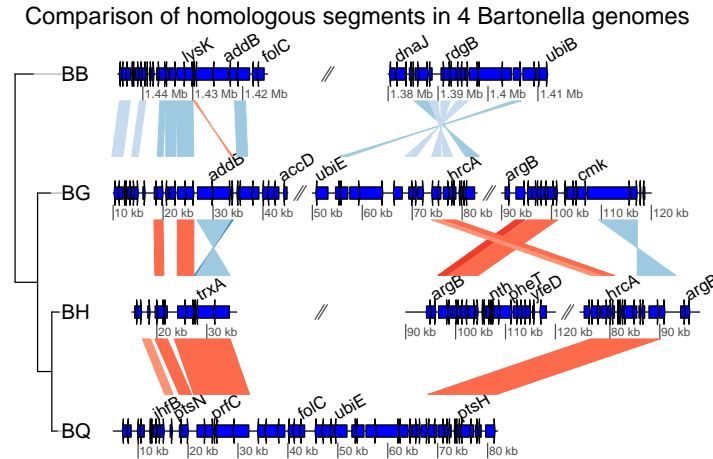 Comparison of homologous segments in 4 Bartonella genomes
lysK addB folC dnaJ rdgB ubiB
BB //
1.44 Mb 1.43 Mb 1.42 Mb 1.38 Mb 1.39 Mb 1.4 Mb 1.41 Mb
addB accD ubiE hrcA argB cmk
BG // //
10 kb 20 kb 30 kb 40 kb 50 kb 60 kb 70 kb 82 kb 90 kb 100 kb 110 kb 120 kb
trxA argB nth pheT yfeD hrcA argB
BH // //
20 kb 30 kb 90 kb 100 kb 110 kb 120 kb 80 kb 90 kb
ihfB ptsN prfC folC ubiE ptsH
BQ
10 kb 20 kb 30 kb 40 kb 50 kb 60 kb 70 kb 80 kb